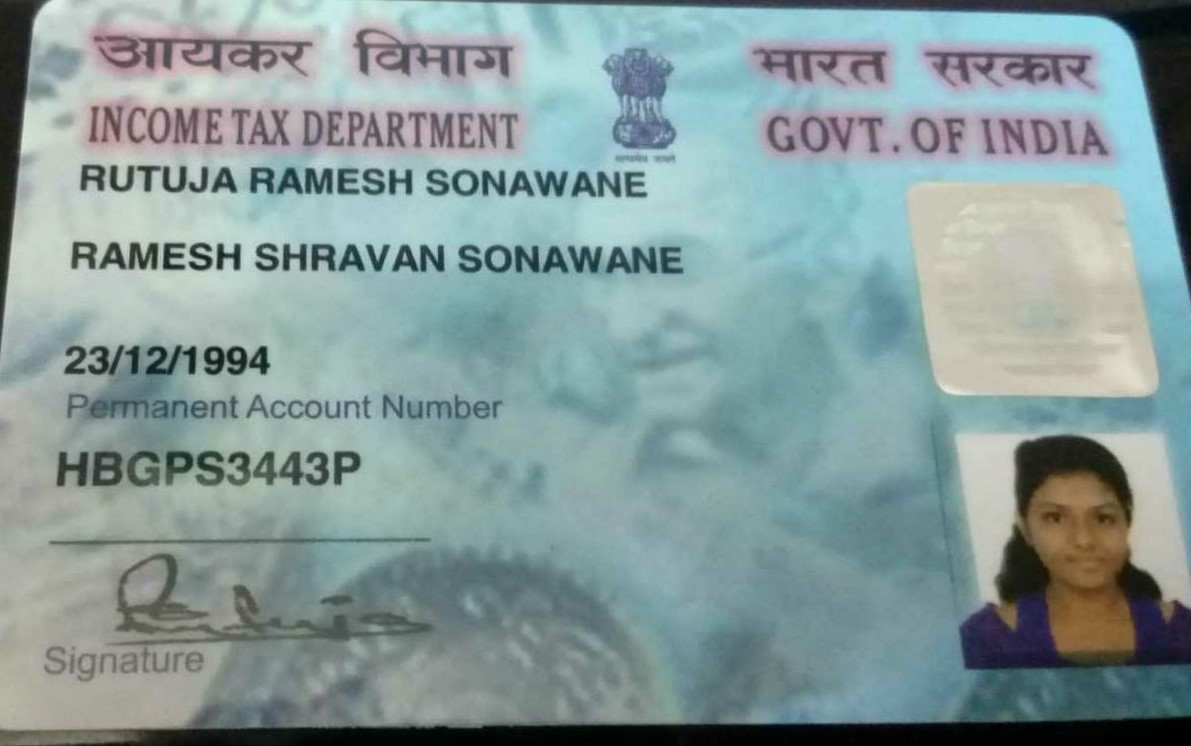 आयकर विभाग
INCOME TAX DEPARTMENT
भारत सरकार
GOVT. OF INDIA
सत्यमेव जयते
RUTUJA RAMESH SONAWANE
RAMESH SHRAVAN SONAWANE
23/12/1994
Permanent Account Number
HBGPS3443P
Rutuja
Signature